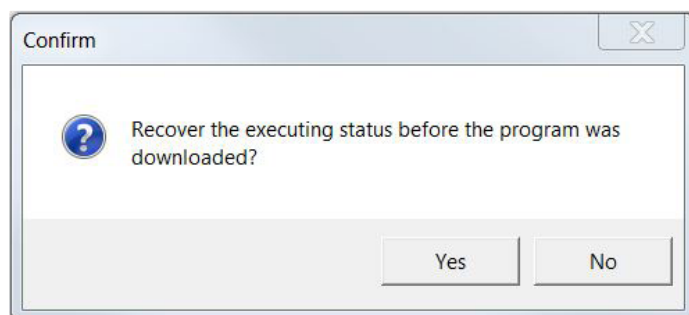 Confirm
Recover the executing status before the program was
downloaded?
Yes
No